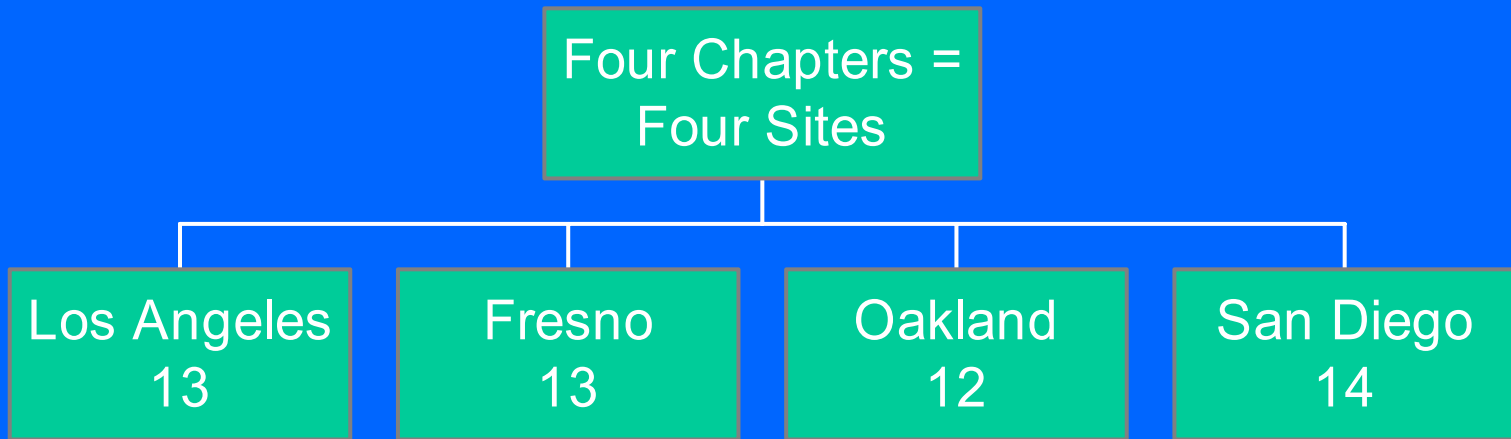 Four Chapters =
Four Sites
Los Angeles
13
Fresno
13
Oakland
12
San Diego
14